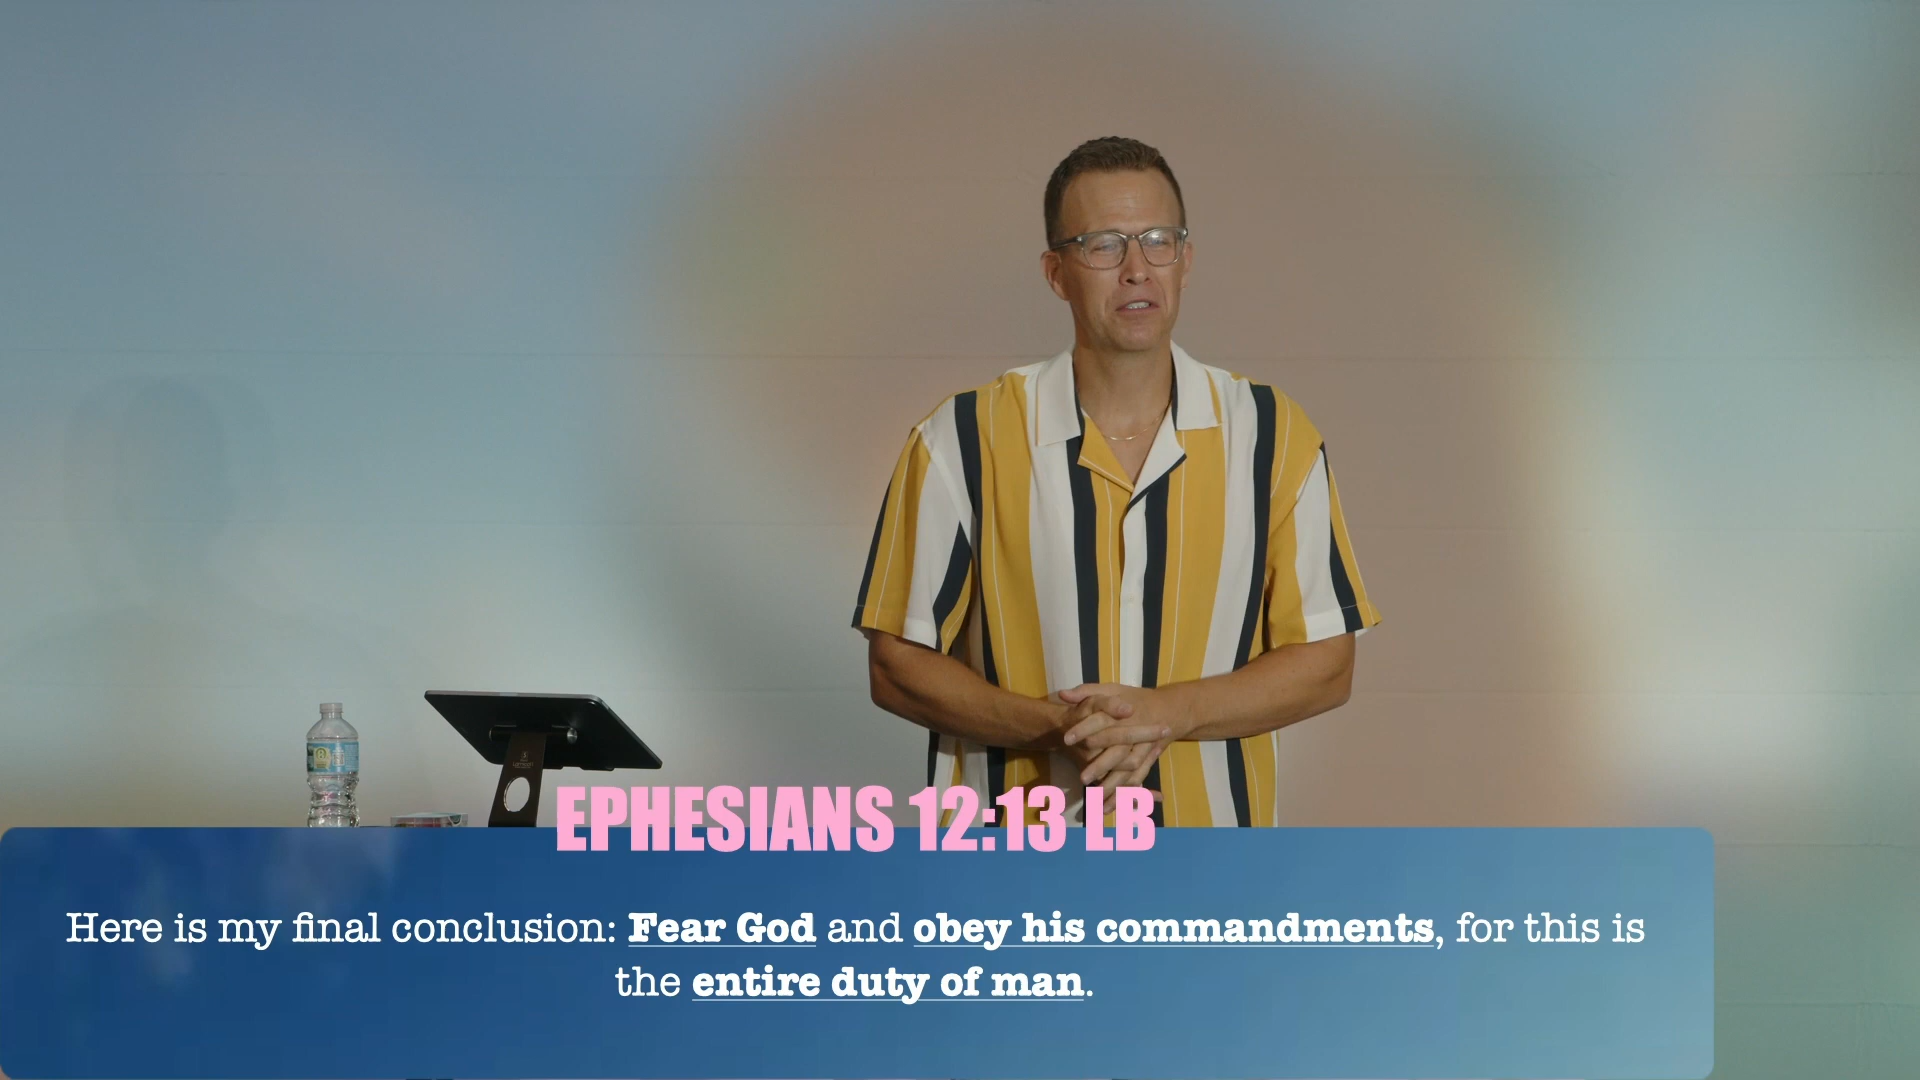 EPHESIANS 12:13 LB
Here is my final conclusion: Fear God and obey his commandments, for this is
the entire duty of man.